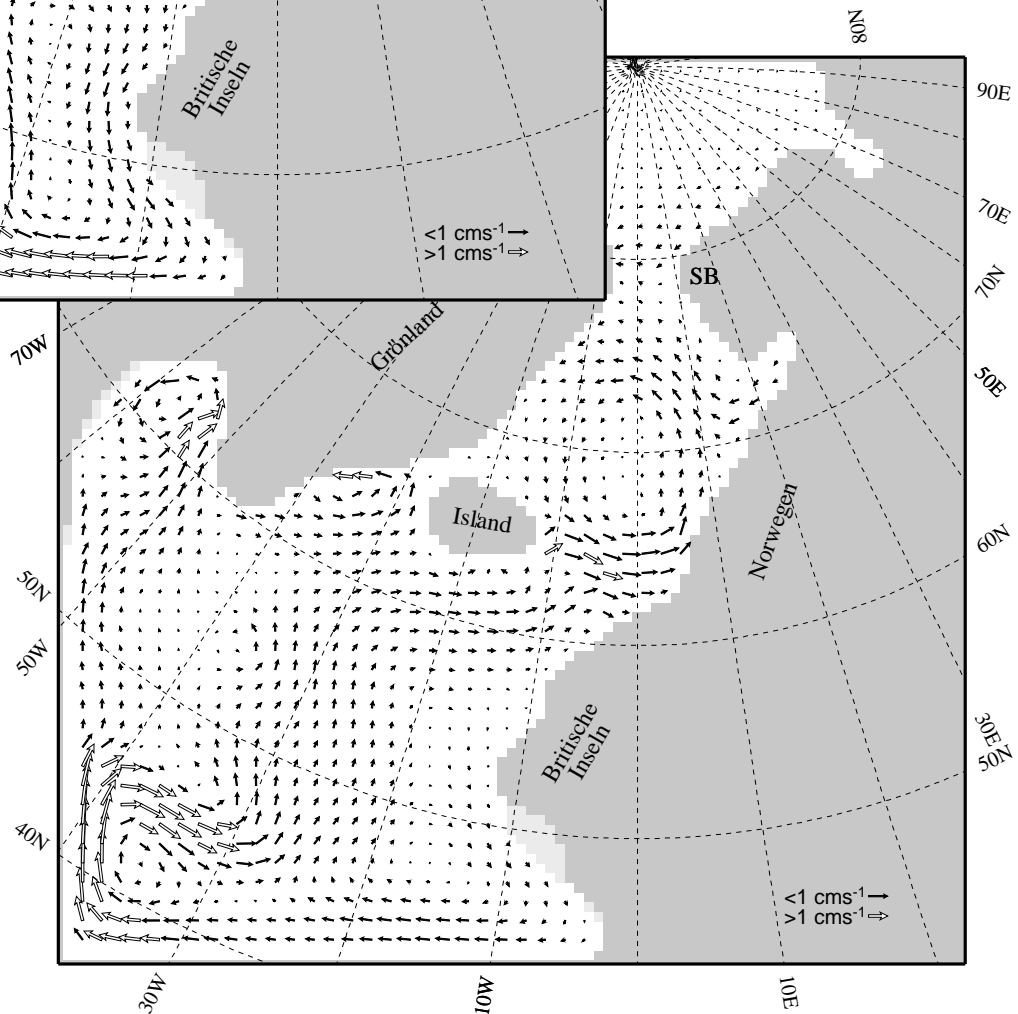 Britische
Inseln
<1 cms-1
>1 cms-1
80N
90E
70E
70N
SB
50E
70W
Grönland
Island
Norwegen
60N
50N
50W
Britische
Inseln
30E
50N
40N
<1 cms-1
>1 cms-1
30W
10W
10E